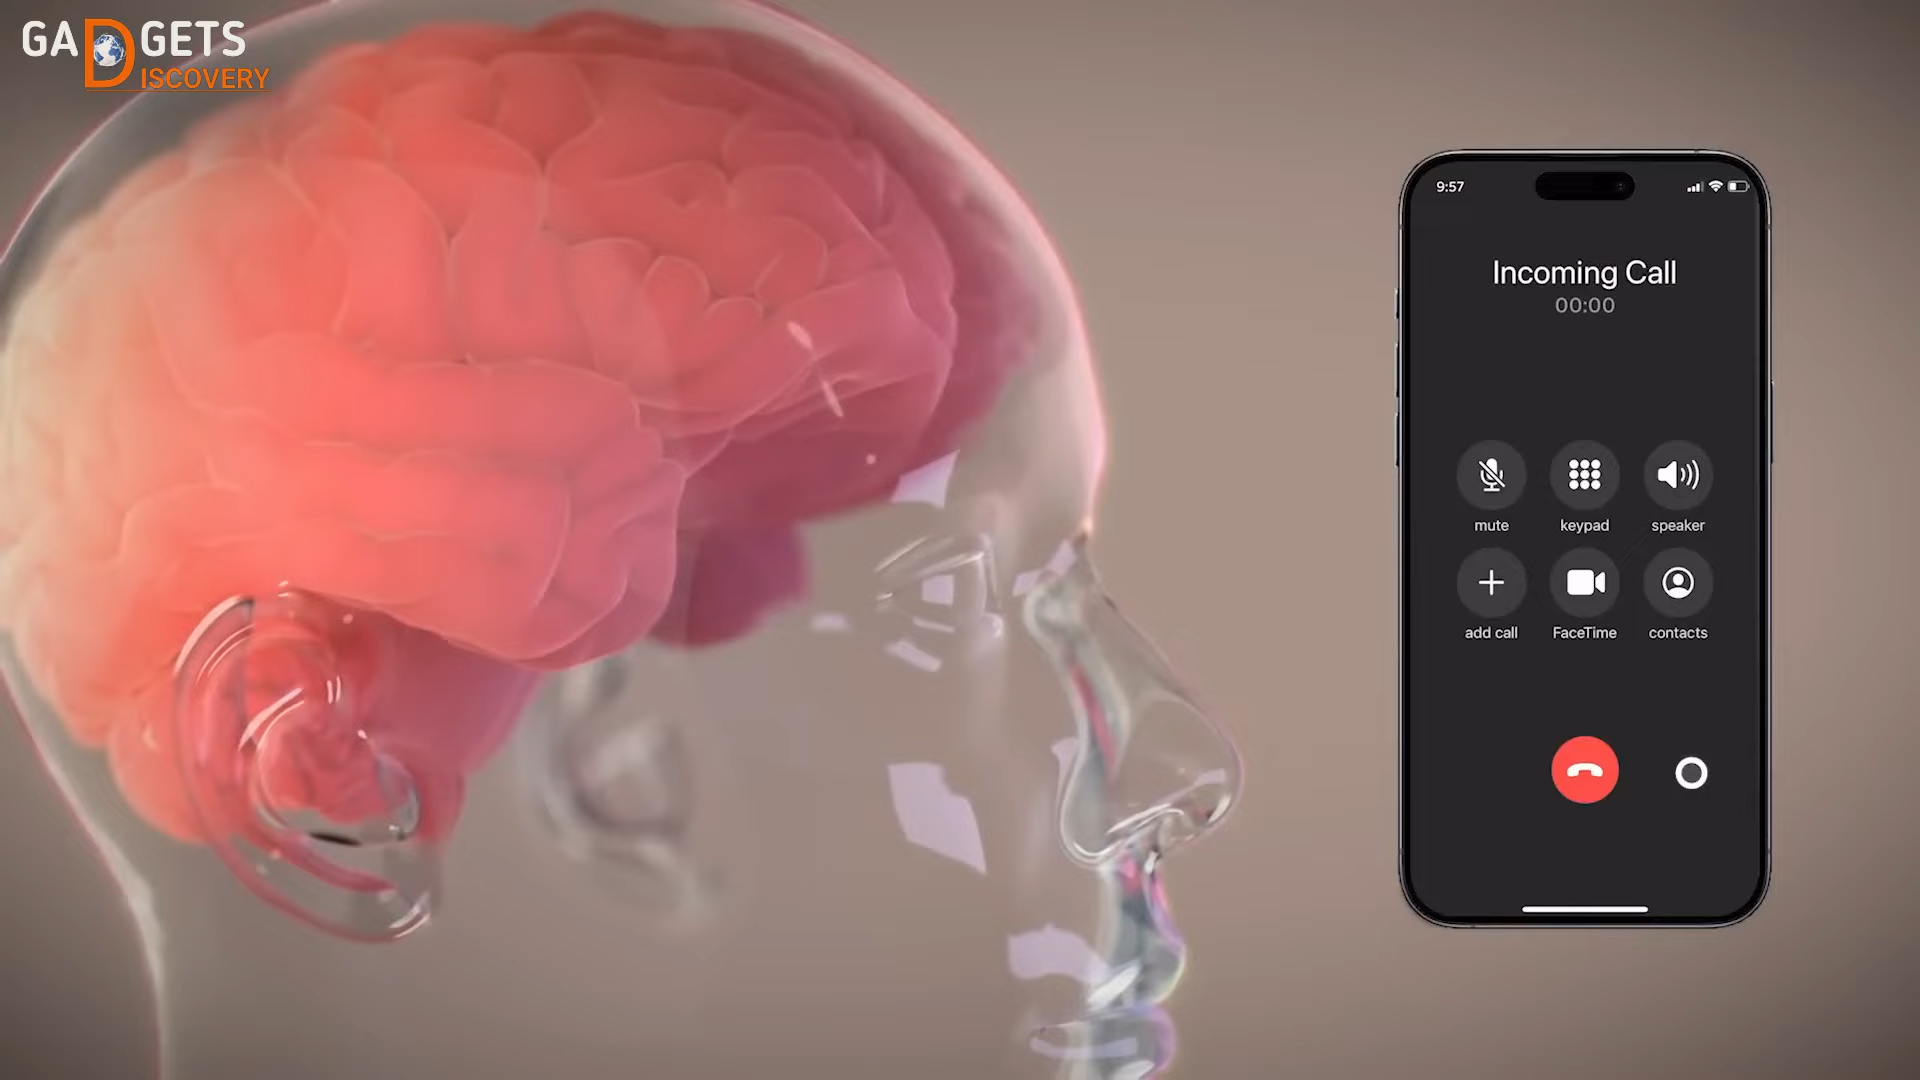 GADGETS
DISCOVERY
9:57
Incoming Call
00:00
mute
keypad
speaker
add call
FaceTime
contacts